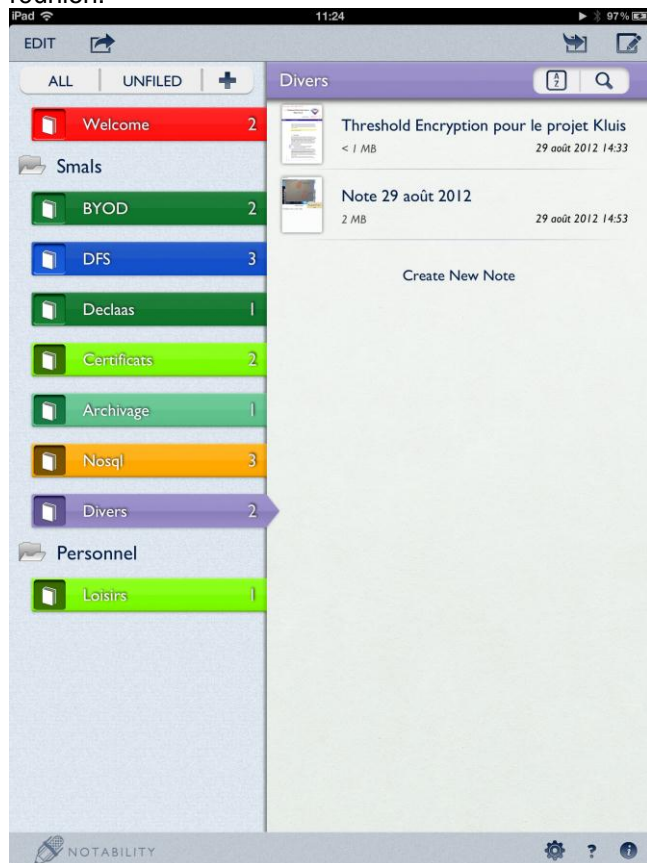 réunion.
iPad 11:24 97%
EDIT
ALL UNFILED + Divers A Z
Welcome 2
Smals
BYOD 2
DFS 3
Declaas 1
Certificats 2
Archivage 1
Nosql 3
Divers 2
Personnel
Loisirs 1
Threshold Encryption pour le projet Kluis
< 1 MB 29 août 2012 14:33
Note 29 août 2012
2 MB 29 août 2012 14:53
Create New Note
NOTABILITY ? i